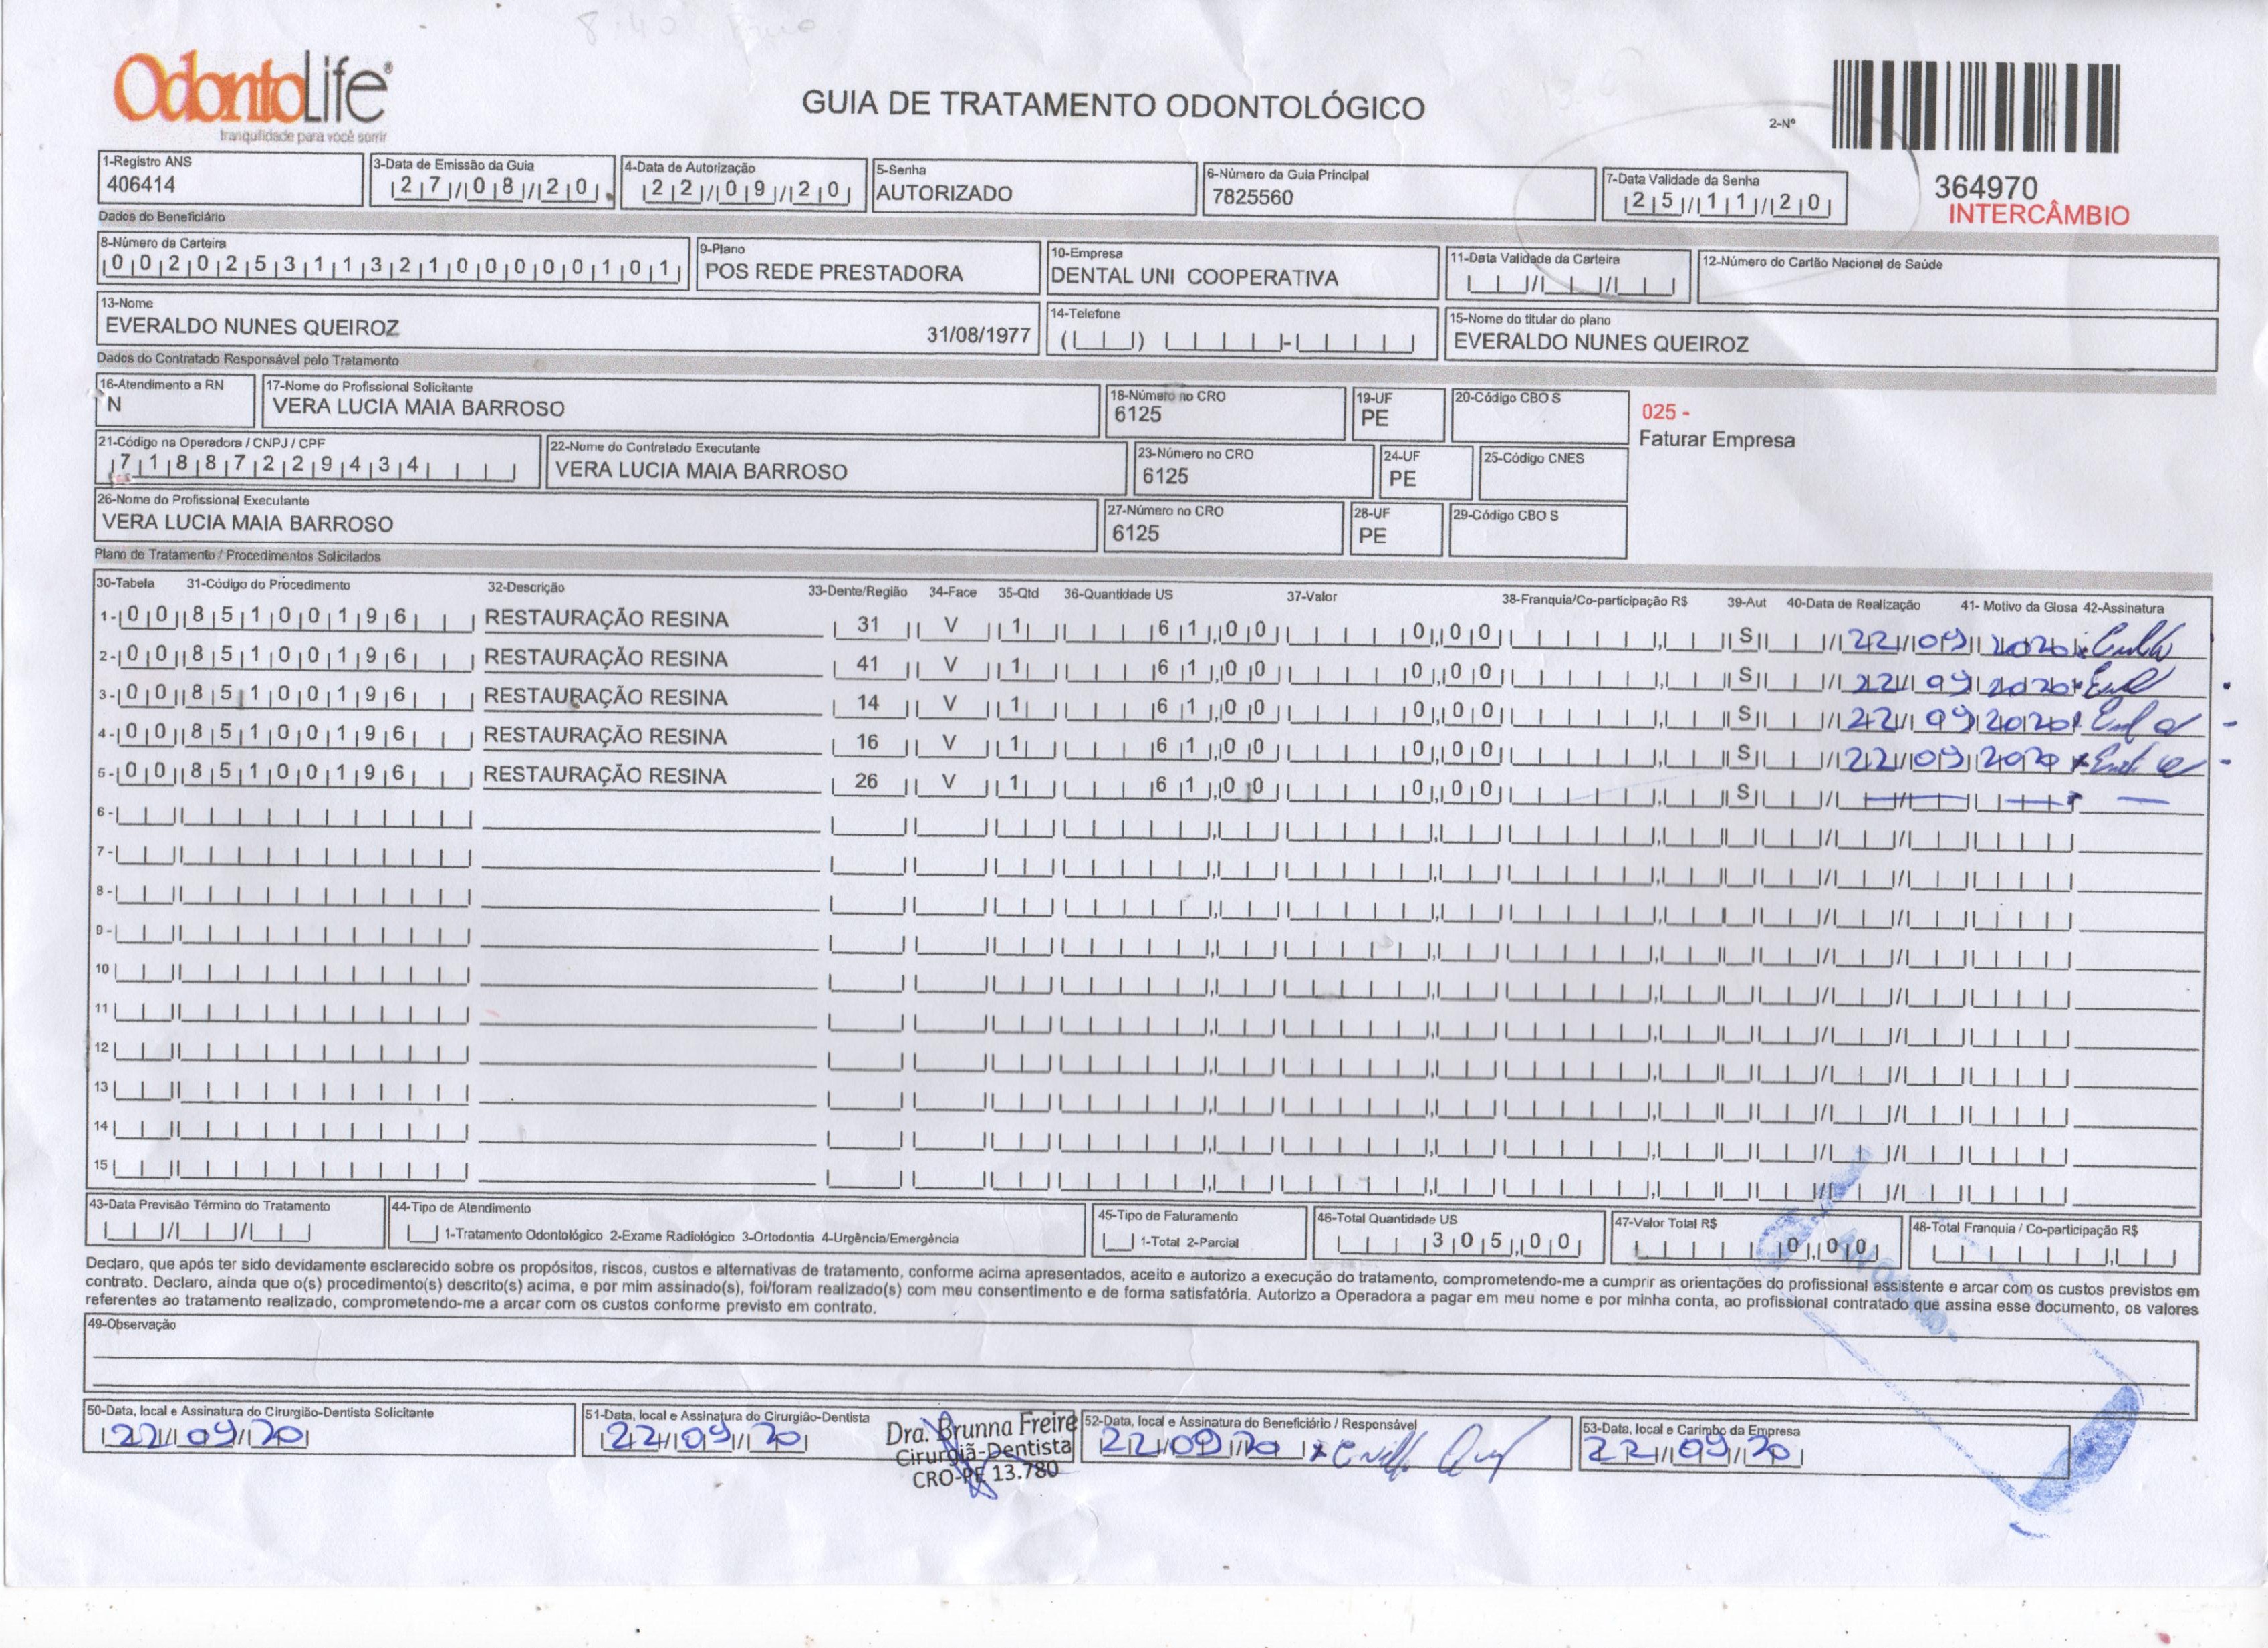 OdontoLife®
tranquilidade para você sorrir
GUIA DE TRATAMENTO ODONTOLÓGICO
2-Nº
364970
INTERCÂMBIO
1-Registro ANS
406414
3-Data de Emissão da Guia
27/08/20
4-Data de Autorização
22/09/20
5-Senha
AUTORIZADO
6-Número da Guia Principal
7825560
7-Data Validade da Senha
25/11/20
Dados do Beneficiário
8-Número da Carteira
00202531132100000101
9-Plano
POS REDE PRESTADORA
10-Empresa
DENTAL UNI COOPERATIVA
11-Data Validade da Carteira
12-Número do Cartão Nacional de Saúde
13-Nome
EVERALDO NUNES QUEIROZ 31/08/1977
14-Telefone
15-Nome do titular do plano
EVERALDO NUNES QUEIROZ
Dados do Contratado Responsável pelo Tratamento
16-Atendimento a RN
N
17-Nome do Profissional Solicitante
VERA LUCIA MAIA BARROSO
18-Número no CRO
6125
19-UF
PE
20-Código CBO S
025 -
Faturar Empresa
21-Código na Operadora / CNPJ / CPF
71887229434
22-Nome do Contratado Executante
VERA LUCIA MAIA BARROSO
23-Número no CRO
6125
24-UF
PE
25-Código CNES
26-Nome do Profissional Executante
VERA LUCIA MAIA BARROSO
27-Número no CRO
6125
28-UF
PE
29-Código CBO S
Plano de Tratamento / Procedimentos Solicitados
30-Tabela 31-Código do Procedimento 32-Descrição 33-Dente/Região 34-Face 35-Qtd 36-Quantidade US 37-Valor 38-Franquia/Co-participação R$ 39-Aut 40-Data de Realização 41- Motivo da Glosa 42-Assinatura
1- 00 85100196 RESTAURAÇÃO RESINA 31 V 1 61,00 0,00 S 22/09/2020
2- 00 85100196 RESTAURAÇÃO RESINA 41 V 1 61,00 0,00 S 22/09/2020
3- 00 85100196 RESTAURAÇÃO RESINA 14 V 1 61,00 0,00 S 22/09/2020
4- 00 85100196 RESTAURAÇÃO RESINA 16 V 1 61,00 0,00 S 22/09/2020
5- 00 85100196 RESTAURAÇÃO RESINA 26 V 1 61,00 0,00 S
6-
7-
8-
9-
10
11
12
13
14
15
43-Data Previsão Término do Tratamento
44-Tipo de Atendimento
1-Tratamento Odontológico 2-Exame Radiológico 3-Ortodontia 4-Urgência/Emergência
45-Tipo de Faturamento
1-Total 2-Parcial
46-Total Quantidade US
305,00
47-Valor Total R$
0,00
48-Total Franquia / Co-participação R$
Declaro, que após ter sido devidamente esclarecido sobre os propósitos, riscos, custos e alternativas de tratamento, conforme acima apresentados, aceito e autorizo a execução do tratamento, comprometendo-me a cumprir as orientações do profissional assistente e arcar com os custos previstos em
contrato. Declaro, ainda que o(s) procedimento(s) descrito(s) acima, e por mim assinado(s), foi/foram realizado(s) com meu consentimento e de forma satisfatória. Autorizo a Operadora a pagar em meu nome e por minha conta, ao profissional contratado que assina esse documento, os valores
referentes ao tratamento realizado, comprometendo-me a arcar com os custos conforme previsto em contrato.
49-Observação
50-Data, local e Assinatura do Cirurgião-Dentista Solicitante
22/09/20
51-Data, local e Assinatura do Cirurgião-Dentista
22/09/20
Dra. Brunna Freire
Cirurgiã-Dentista
CRO-PE 13.780
52-Data, local e Assinatura do Beneficiário / Responsável
22/09/20
53-Data, local e Carimbo da Empresa
22/09/20